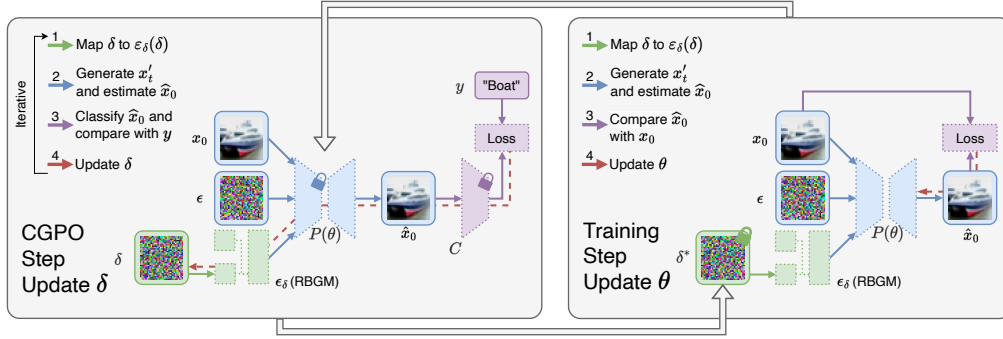 1
Map δ to ε_δ(δ)
2
Generate x'_t
and estimate x̂_0
3
Classify x̂_0 and
compare with y
4
Update δ
Iterative
x_0
ϵ
CGPO
Step
Update δ
δ
ϵ_δ (RBGM)
P(θ)
x̂_0
C
y
"Boat"
Loss
1
Map δ to ε_δ(δ)
2
Generate x'_t
and estimate x̂_0
3
Compare x̂_0
with x_0
4
Update θ
x_0
ϵ
Training
Step
Update θ
δ*
ϵ_δ (RBGM)
P(θ)
x̂_0
Loss